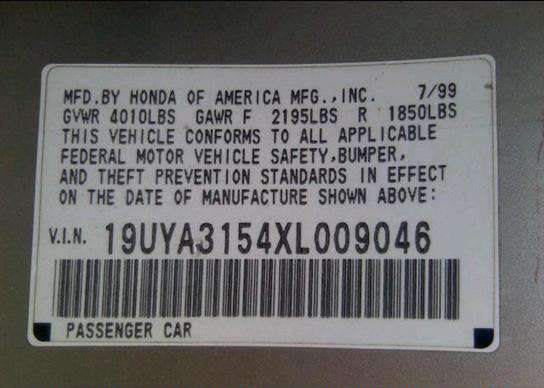 MFD.BY HONDA OF AMERICA MFG.,INC. 7/99
GVWR 4010LBS GAWR F 2195LBS R 1850LBS
THIS VEHICLE CONFORMS TO ALL APPLICABLE
FEDERAL MOTOR VEHICLE SAFETY,BUMPER,
AND THEFT PREVENTION STANDARDS IN EFFECT
ON THE DATE OF MANUFACTURE SHOWN ABOVE:
V.I.N. 19UYA3154XL009046
PASSENGER CAR